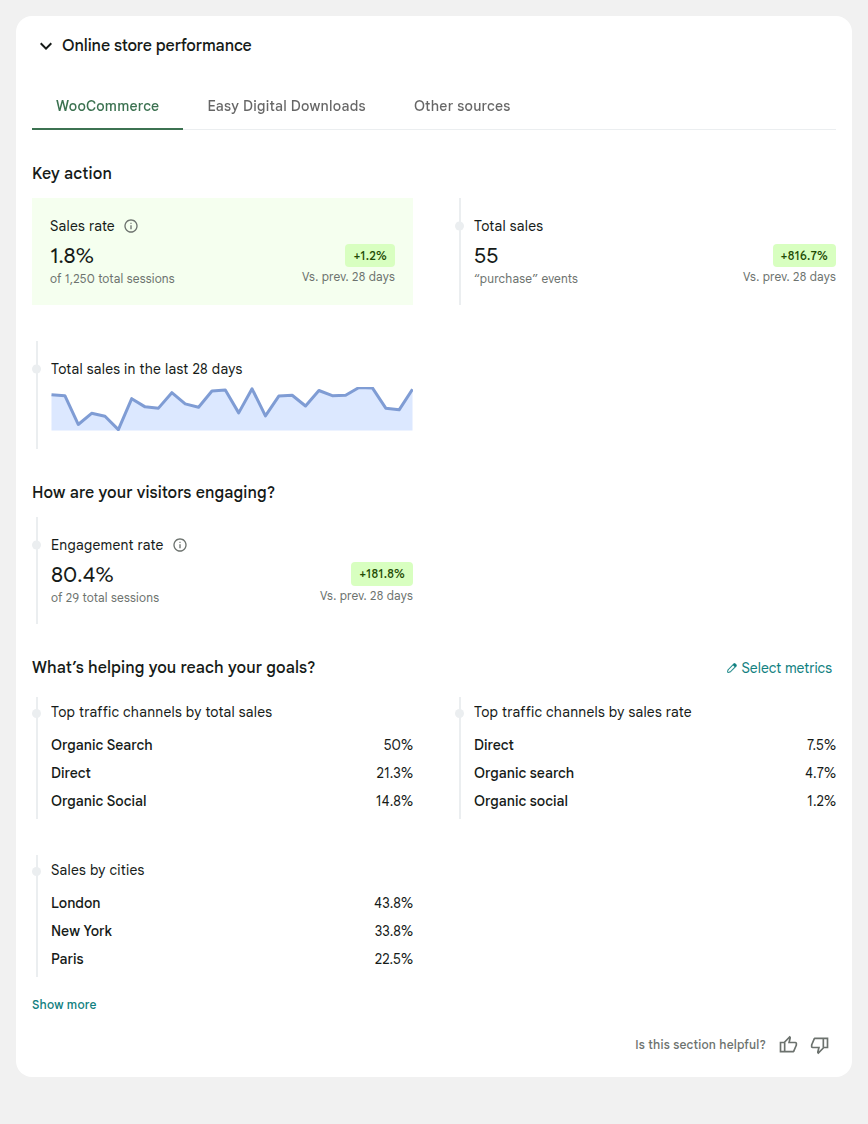 Online store performance
WooCommerce Easy Digital Downloads Other sources
Key action
Sales rate
1.8%
of 1,250 total sessions
+1.2%
Vs. prev. 28 days
Total sales
55
“purchase” events
+816.7%
Vs. prev. 28 days
Total sales in the last 28 days
How are your visitors engaging?
Engagement rate
80.4%
of 29 total sessions
+181.8%
Vs. prev. 28 days
What’s helping you reach your goals?
Select metrics
Top traffic channels by total sales
Organic Search 50%
Direct 21.3%
Organic Social 14.8%
Top traffic channels by sales rate
Direct 7.5%
Organic search 4.7%
Organic social 1.2%
Sales by cities
London 43.8%
New York 33.8%
Paris 22.5%
Show more
Is this section helpful?